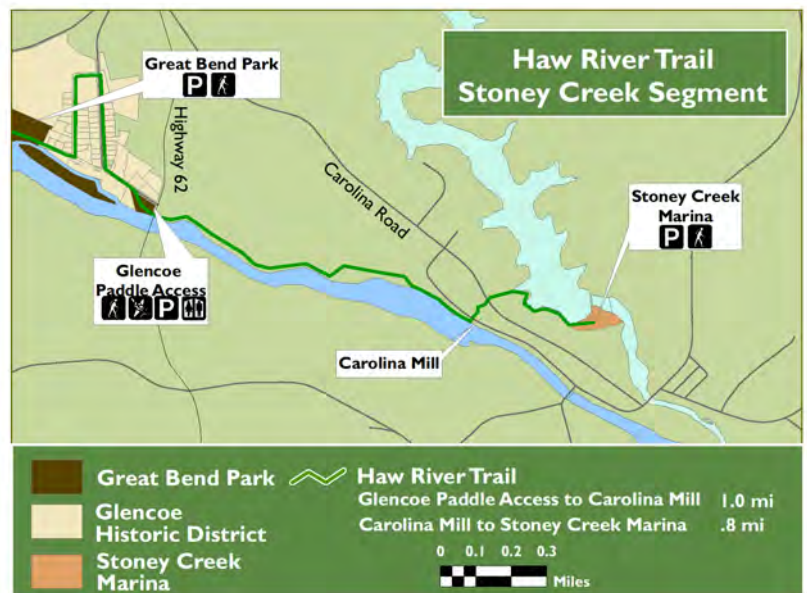 Haw River Trail
Stoney Creek Segment
Great Bend Park
P
Highway 62
Carolina Road
Stoney Creek
Marina
P
Glencoe
Paddle Access
P
Carolina Mill
Great Bend Park
Glencoe
Historic District
Stoney Creek
Marina
Haw River Trail
Glencoe Paddle Access to Carolina Mill 1.0 mi
Carolina Mill to Stoney Creek Marina .8 mi
0 0.1 0.2 0.3
Miles